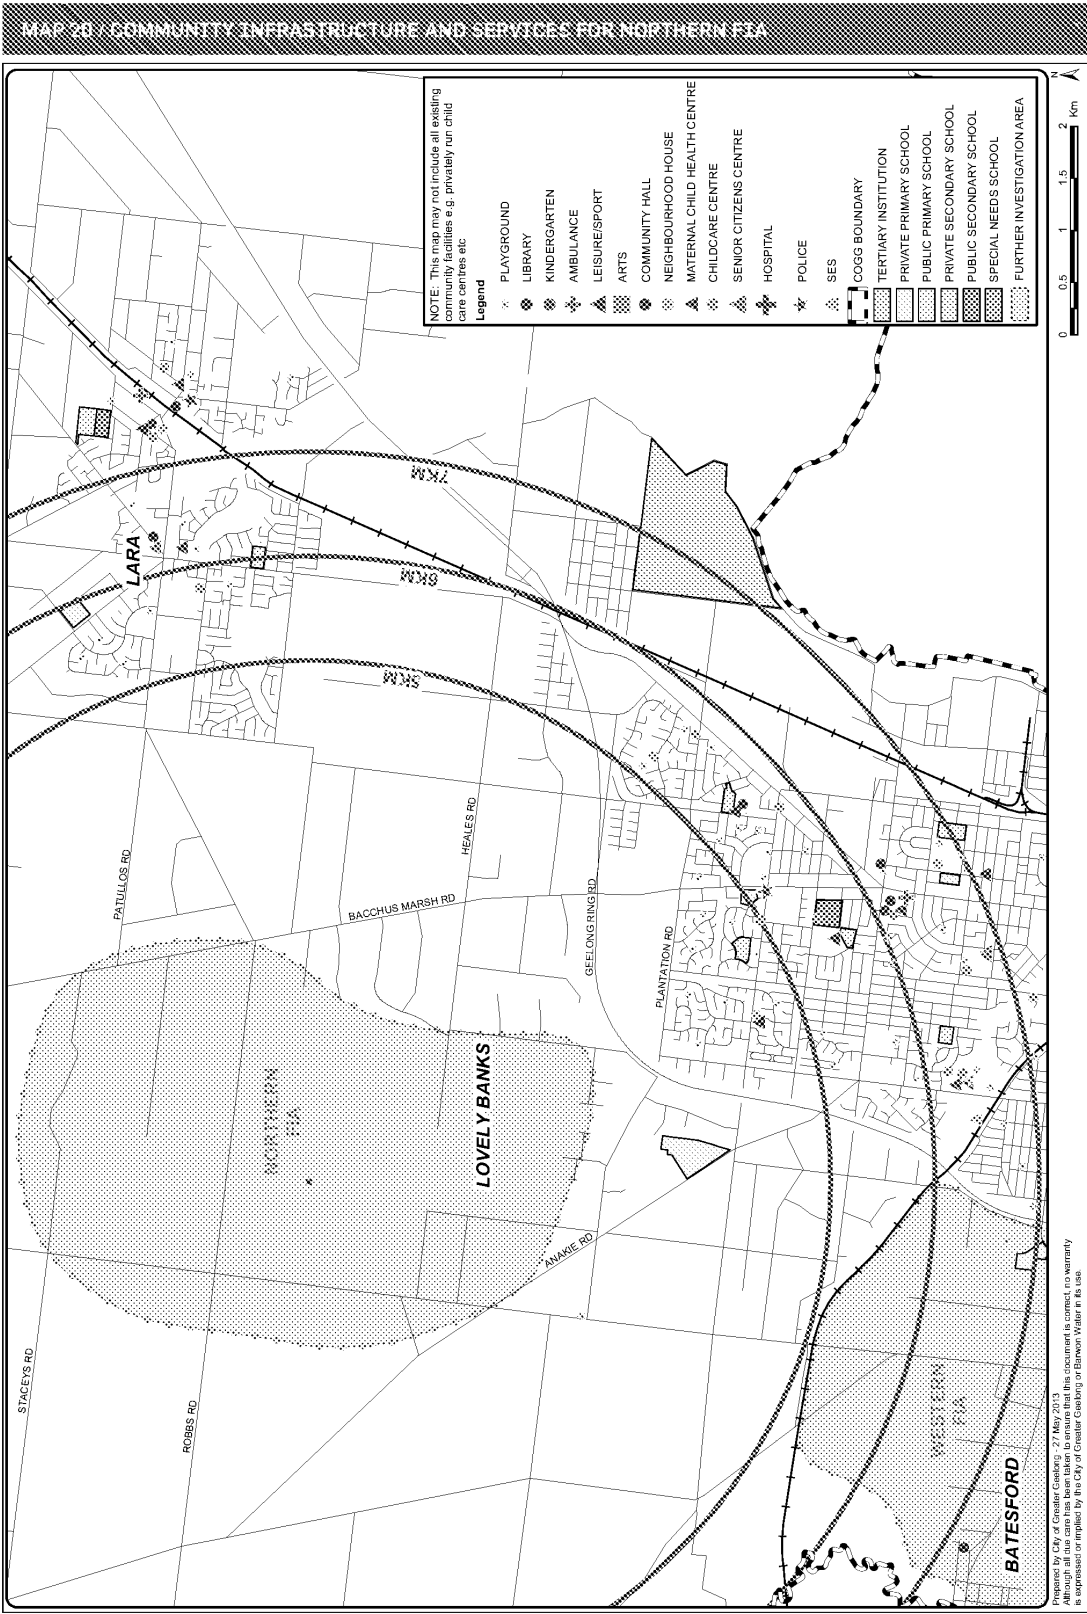 MAP 20 / COMMUNITY INFRASTRUCTURE AND SERVICES FOR NORTHERN FIA
NOTE: This map may not include all existing
community facilities e.g. privately run child
care centres etc
Legend
PLAYGROUND
LIBRARY
KINDERGARTEN
AMBULANCE
LEISURE/SPORT
ARTS
COMMUNITY HALL
NEIGHBOURHOOD HOUSE
MATERNAL CHILD HEALTH CENTRE
CHILDCARE CENTRE
SENIOR CITIZENS CENTRE
HOSPITAL
POLICE
SES
COGG BOUNDARY
TERTIARY INSTITUTION
PRIVATE PRIMARY SCHOOL
PUBLIC PRIMARY SCHOOL
PRIVATE SECONDARY SCHOOL
PUBLIC SECONDARY SCHOOL
SPECIAL NEEDS SCHOOL
FURTHER INVESTIGATION AREA
N
0 0.5 1 1.5 2 Km
LARA
7KM
6KM
5KM
PATULLOS RD
HEALES RD
BACCHUS MARSH RD
GEELONG RING RD
PLANTATION RD
NORTHERN
FIA
LOVELY BANKS
ANAKIE RD
STACEYS RD
ROBBS RD
WESTERN
FIA
BATESFORD
Prepared by City of Greater Geelong - 27 May 2013
Although all due care has been taken to ensure that this document is correct, no warranty
is expressed or implied by the City of Greater Geelong or Barwon Water in its use.